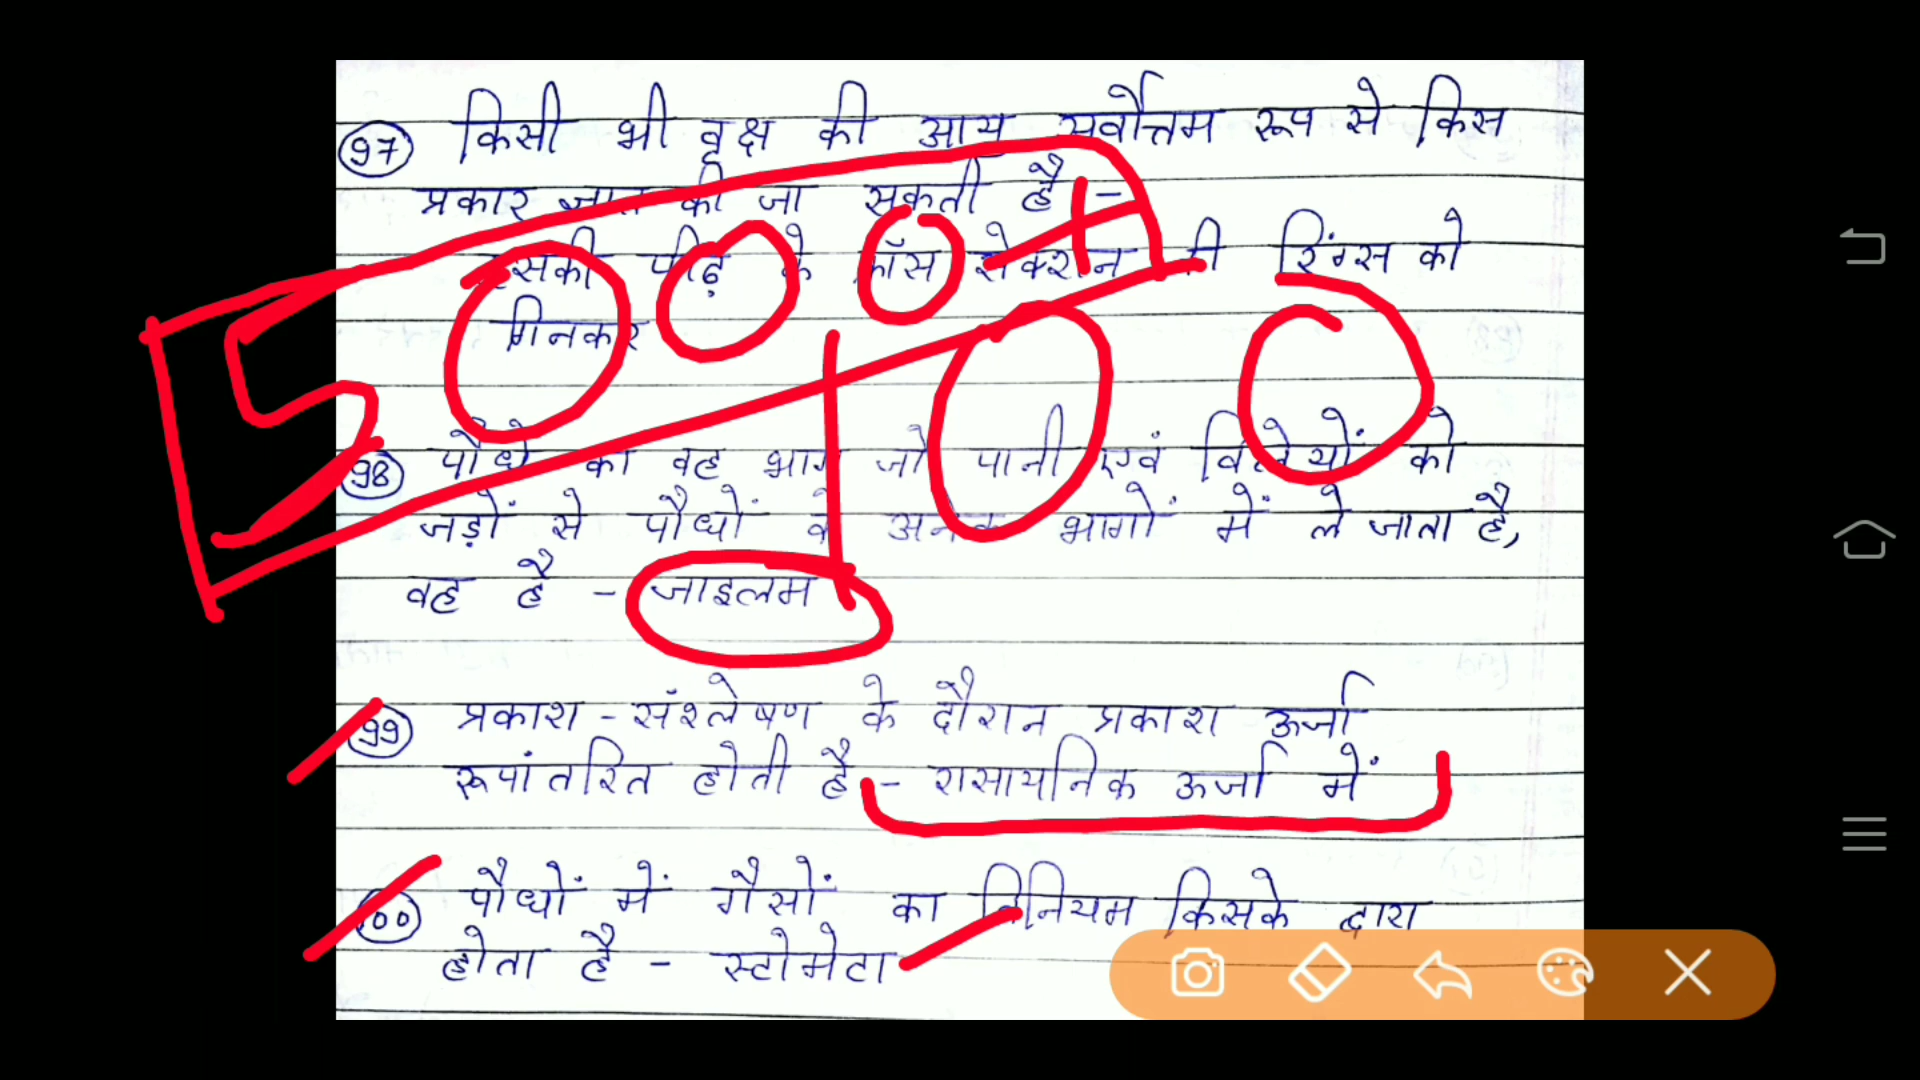 97 किसी भी वृक्ष की आयु सर्वोत्तम रूप से किस
प्रकार ज्ञात की जा सकती है -
इसकी पीढ़ के क्रॉस सेक्शन की रिंग्स को
गिनकर
98 पौधे का वह भाग जो पानी एवं विलेयों को
जड़ों से पौधों के अनेक भागों में ले जाता है,
वह है - जाइलम
99 प्रकाश - संश्लेषण के दौरान प्रकाश ऊर्जा
रूपांतरित होती है - रासायनिक ऊर्जा में
100 पौधों में गैसों का विनियम किसके द्वारा
होता है - स्टोमेटा
5000+